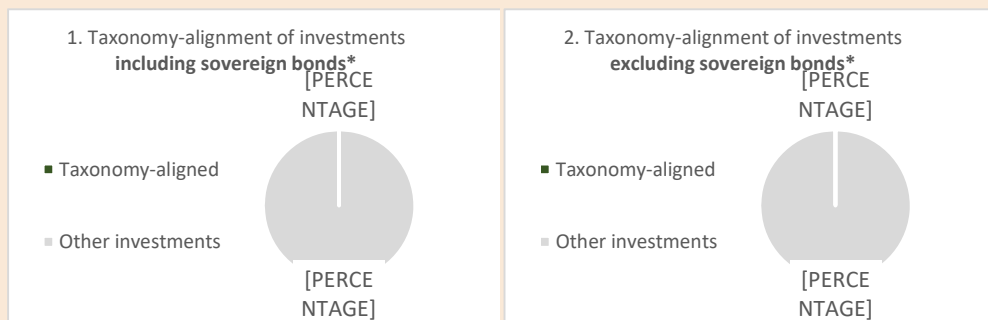 1. Taxonomy-alignment of investments
including sovereign bonds*
[PERCE
NTAGE]
■ Taxonomy-aligned
■ Other investments
[PERCE
NTAGE]
2. Taxonomy-alignment of investments
excluding sovereign bonds*
[PERCE
NTAGE]
■ Taxonomy-aligned
■ Other investments
[PERCE
NTAGE]